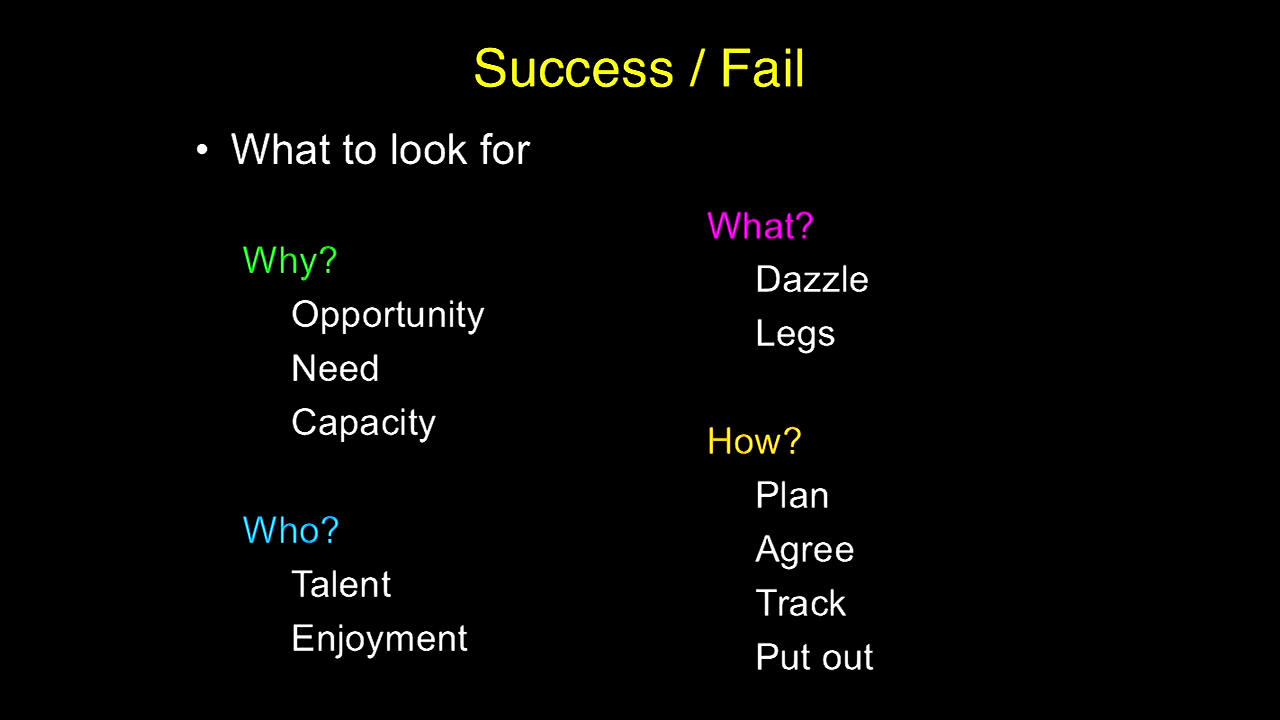 Success / Fail
• What to look for
Why?
Opportunity
Need
Capacity
Who?
Talent
Enjoyment
What?
Dazzle
Legs
How?
Plan
Agree
Track
Put out